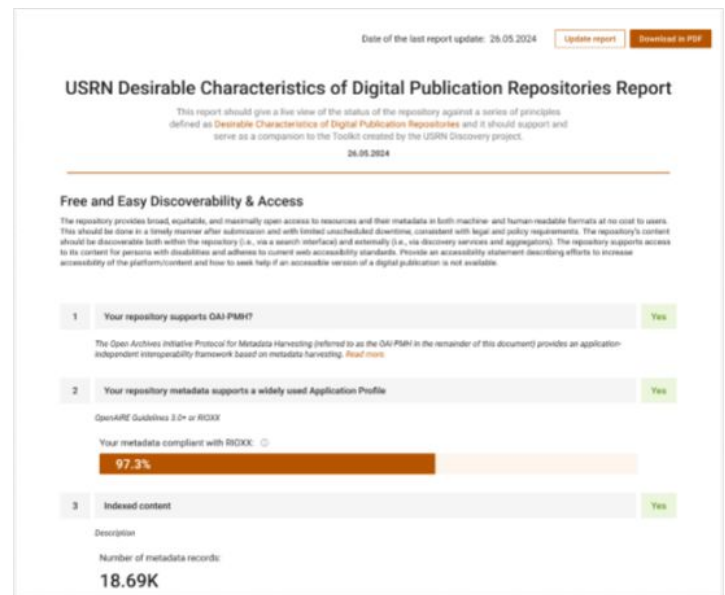 Date of the last report update: 26.05.2024
Update report
Download in PDF
USRN Desirable Characteristics of Digital Publication Repositories Report
This report should give a live view of the status of the repository against a series of principles
defined as Desirable Characteristics of Digital Publication Repositories and it should support and
serve as a companion to the Toolkit created by the USRN Discovery project.
26.05.2024
Free and Easy Discoverability & Access
The repository provides broad, equitable, and maximally open access to resources and their metadata in both machine- and human-readable formats at no cost to users.
This should be done in a timely manner after submission and with limited unscheduled downtime, consistent with legal and policy requirements. The repository's content
should be discoverable both within the repository (i.e., via a search interface) and externally (i.e., via discovery services and aggregators). The repository supports access
to its content for persons with disabilities and adheres to current web accessibility standards. Provide an accessibility statement describing efforts to increase
accessibility of the platform/content and how to seek help if an accessible version of a digital publication is not available.
1 Your repository supports OAI-PMH? Yes
The Open Archives Initiative Protocol for Metadata Harvesting (referred to as the OAI-PMH in the remainder of this document) provides an application-
independent interoperability framework based on metadata harvesting. Read more
2 Your repository metadata supports a widely used Application Profile Yes
OpenAIRE Guidelines 3.0+ or RIOXX
Your metadata compliant with RIOXX:
97.3%
3 Indexed content Yes
Description
Number of metadata records:
18.69K